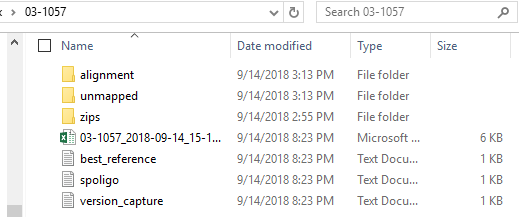 03-1057
Search 03-1057
Name Date modified Type Size
alignment 9/14/2018 3:13 PM File folder
unmapped 9/14/2018 3:13 PM File folder
zips 9/14/2018 2:55 PM File folder
03-1057_2018-09-14_15-1... 9/14/2018 8:23 PM Microsoft ... 6 KB
best_reference 9/14/2018 8:23 PM Text Docu... 1 KB
spoligo 9/14/2018 8:23 PM Text Docu... 1 KB
version_capture 9/14/2018 8:23 PM Text Docu... 1 KB